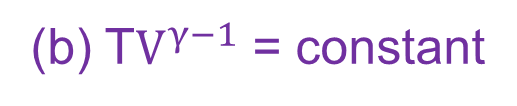 (b) TV^γ−1 = constant